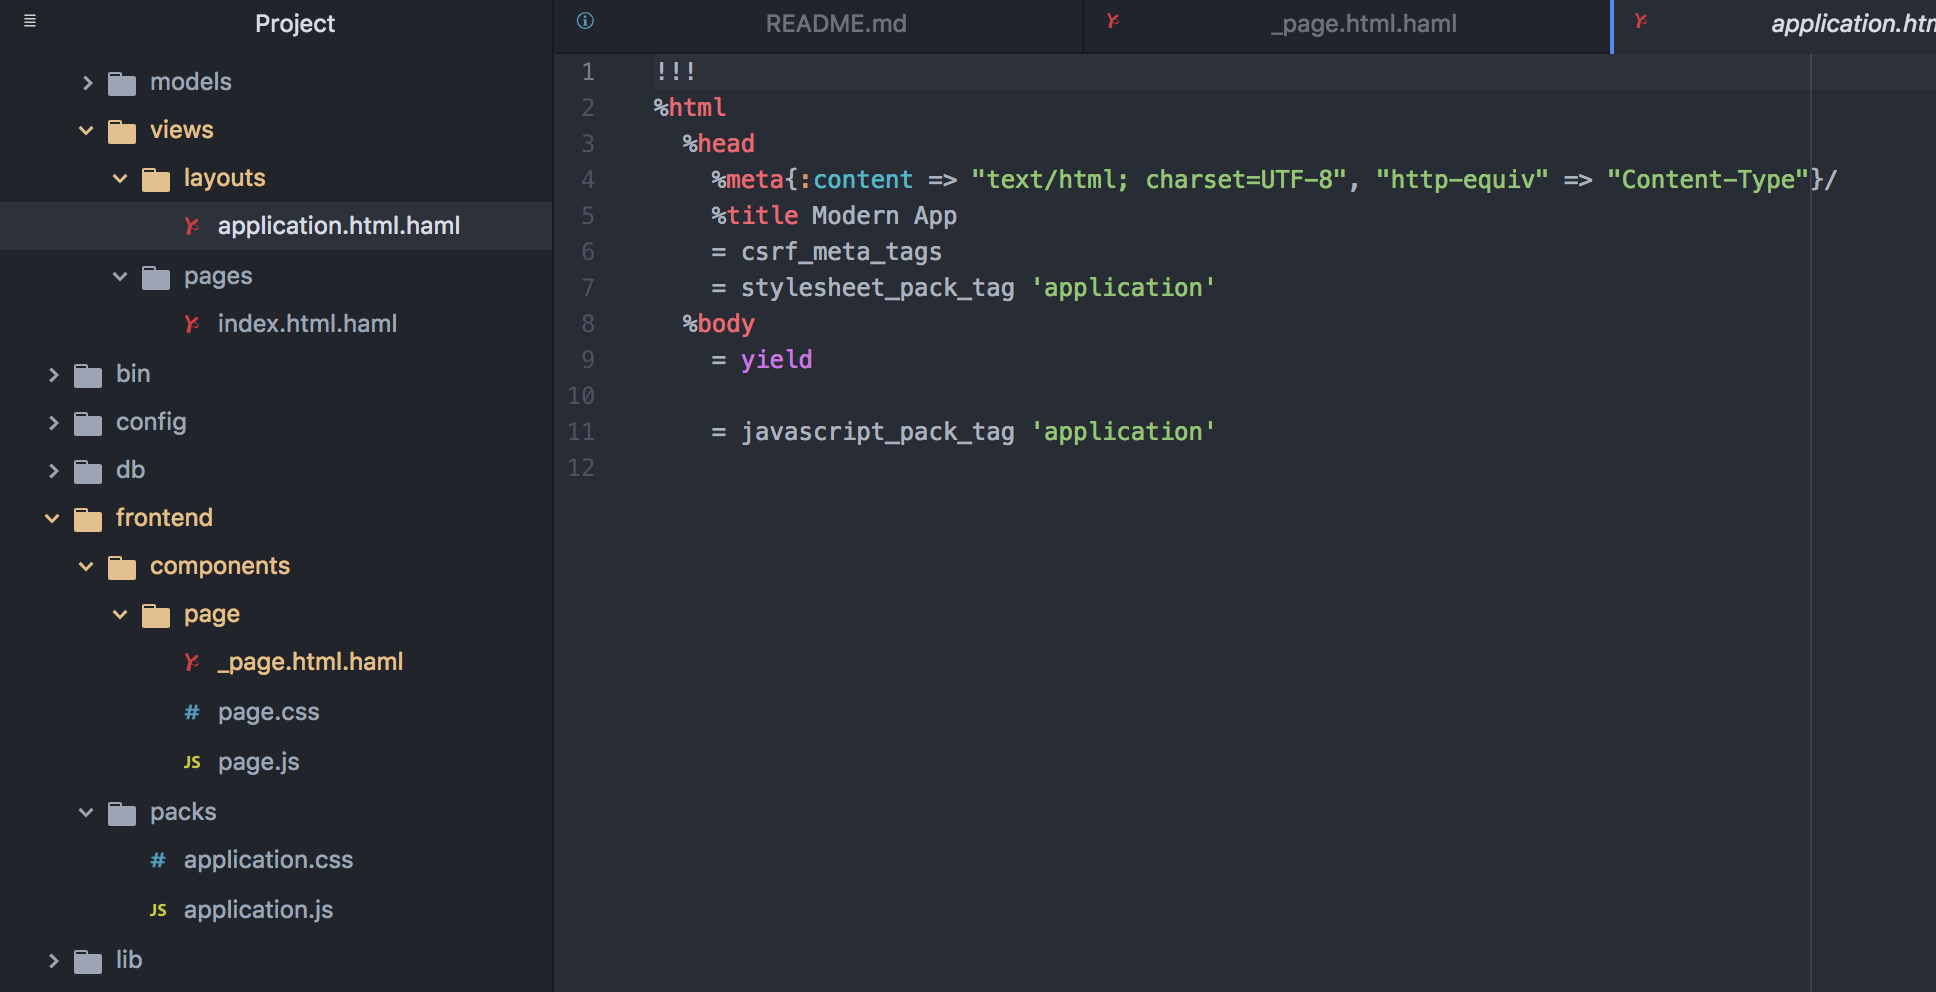 Project
models
views
layouts
application.html.haml
pages
index.html.haml
bin
config
db
frontend
components
page
_page.html.haml
# page.css
JS page.js
packs
# application.css
JS application.js
lib
README.md
_page.html.haml
application.htm
1 !!!
2 %html
3   %head
4     %meta{:content => "text/html; charset=UTF-8", "http-equiv" => "Content-Type"}/
5     %title Modern App
6     = csrf_meta_tags
7     = stylesheet_pack_tag 'application'
8   %body
9     = yield
10
11     = javascript_pack_tag 'application'
12